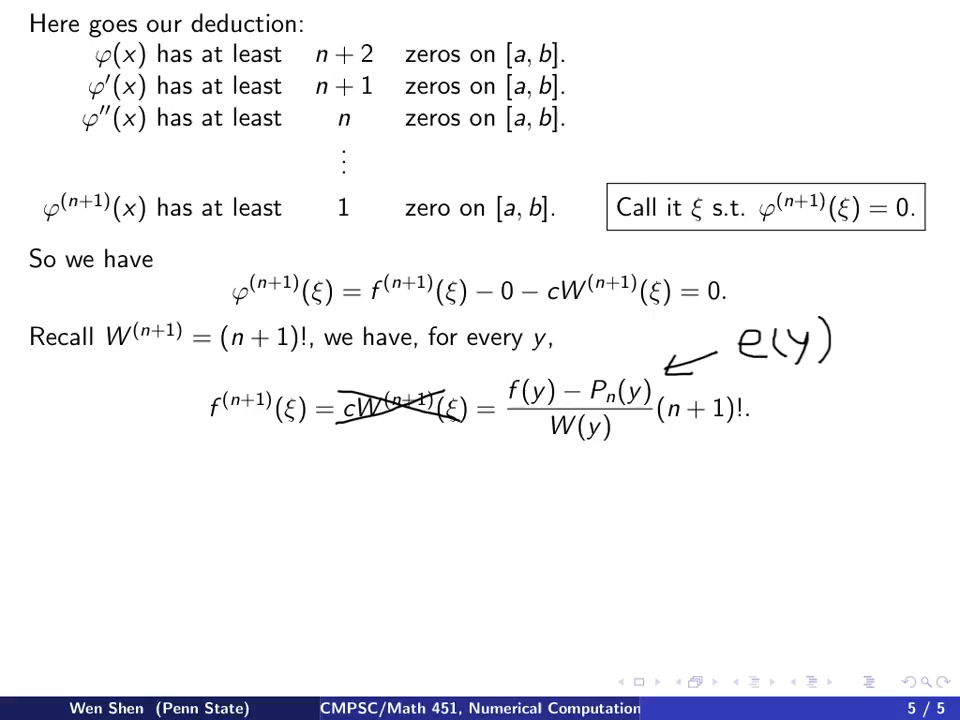 Here goes our deduction:
φ(x) has at least n + 2 zeros on [a, b].
φ′(x) has at least n + 1 zeros on [a, b].
φ′′(x) has at least n zeros on [a, b].
⋮
φ⁽ⁿ⁺¹⁾(x) has at least 1 zero on [a, b]. Call it ξ s.t. φ⁽ⁿ⁺¹⁾(ξ) = 0.
So we have
φ⁽ⁿ⁺¹⁾(ξ) = f⁽ⁿ⁺¹⁾(ξ) − 0 − cW⁽ⁿ⁺¹⁾(ξ) = 0.
Recall W⁽ⁿ⁺¹⁾ = (n + 1)!, we have, for every y,
e(y)
f⁽ⁿ⁺¹⁾(ξ) = cW⁽ⁿ⁺¹⁾(ξ) = f(y) − Pₙ(y) / W(y) (n + 1)!.
Wen Shen (Penn State) CMPSC/Math 451, Numerical Computation 5 / 5